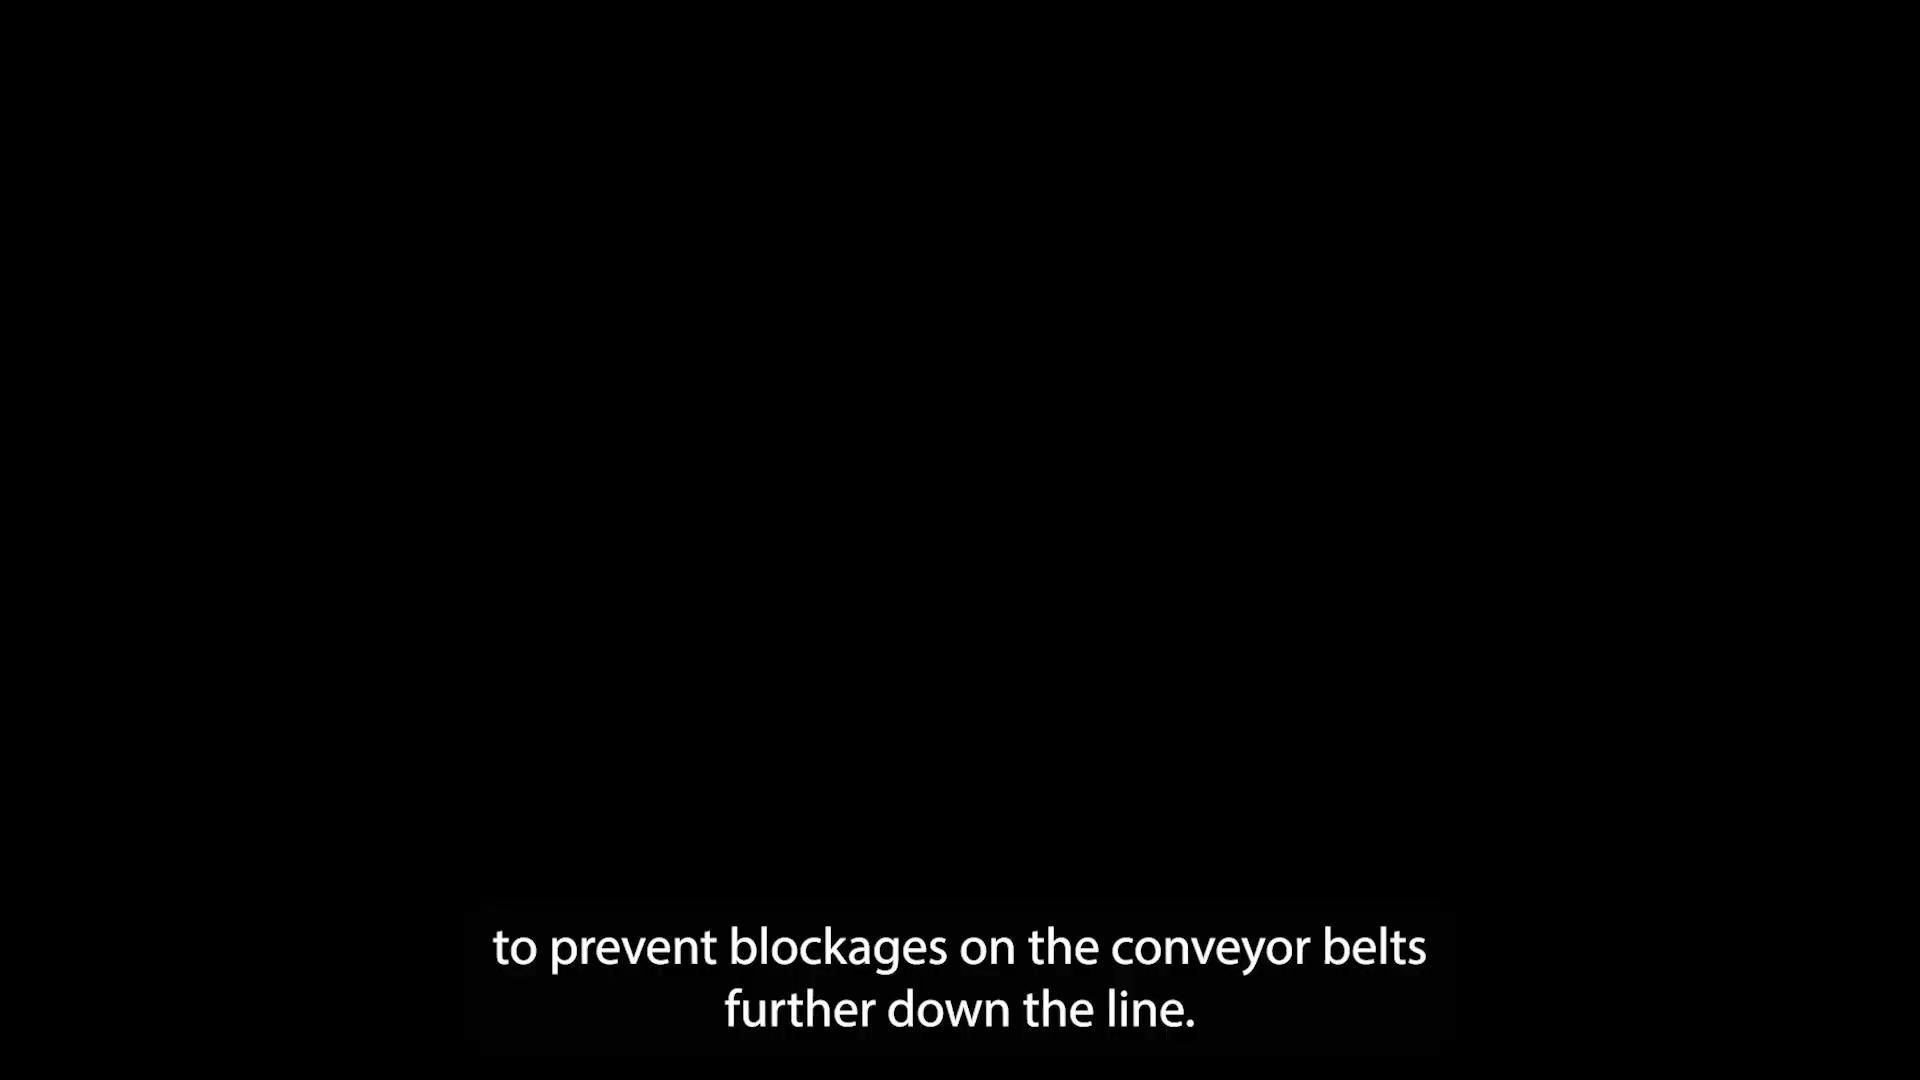 to prevent blockages on the conveyor belts
further down the line.